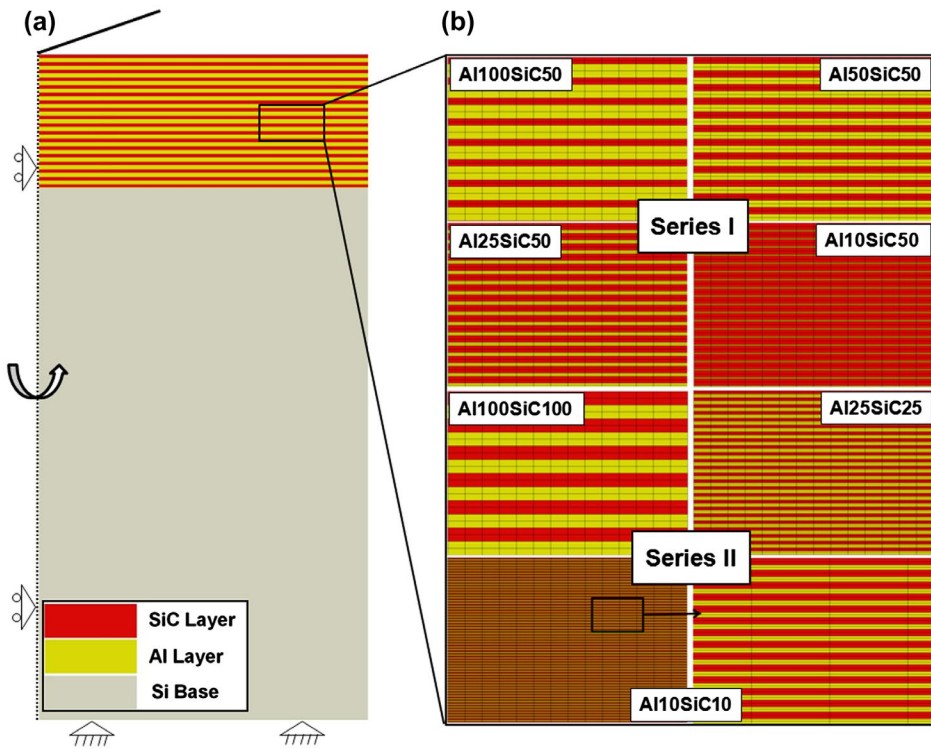 (a)
(b)
Al100SiC50
Al50SiC50
Series I
Al25SiC50
Al10SiC50
Al100SiC100
Al25SiC25
Series II
Al10SiC10
SiC Layer
Al Layer
Si Base